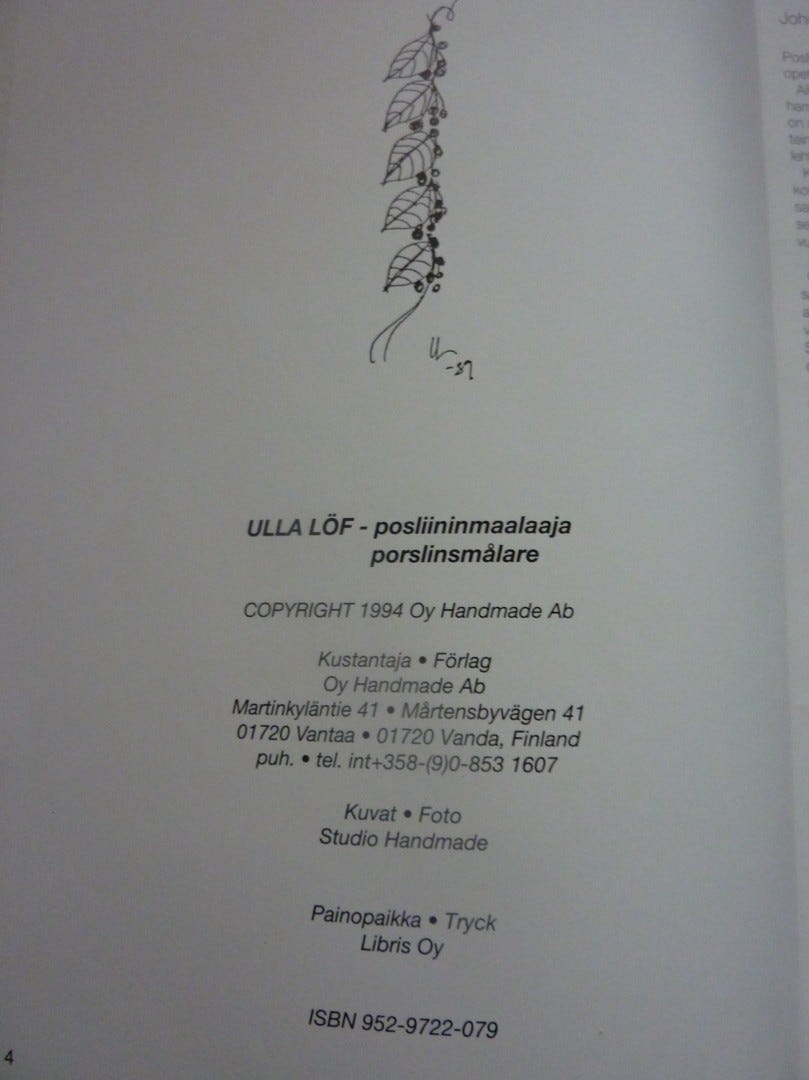 ULLA LÖF - posliininmaalaaja
porslinsmålare
COPYRIGHT 1994 Oy Handmade Ab
Kustantaja • Förlag
Oy Handmade Ab
Martinkyläntie 41 • Mårtensbyvägen 41
01720 Vantaa • 01720 Vanda, Finland
puh. • tel. int+358-(9)0-853 1607
Kuvat • Foto
Studio Handmade
Painopaikka • Tryck
Libris Oy
ISBN 952-9722-079
4